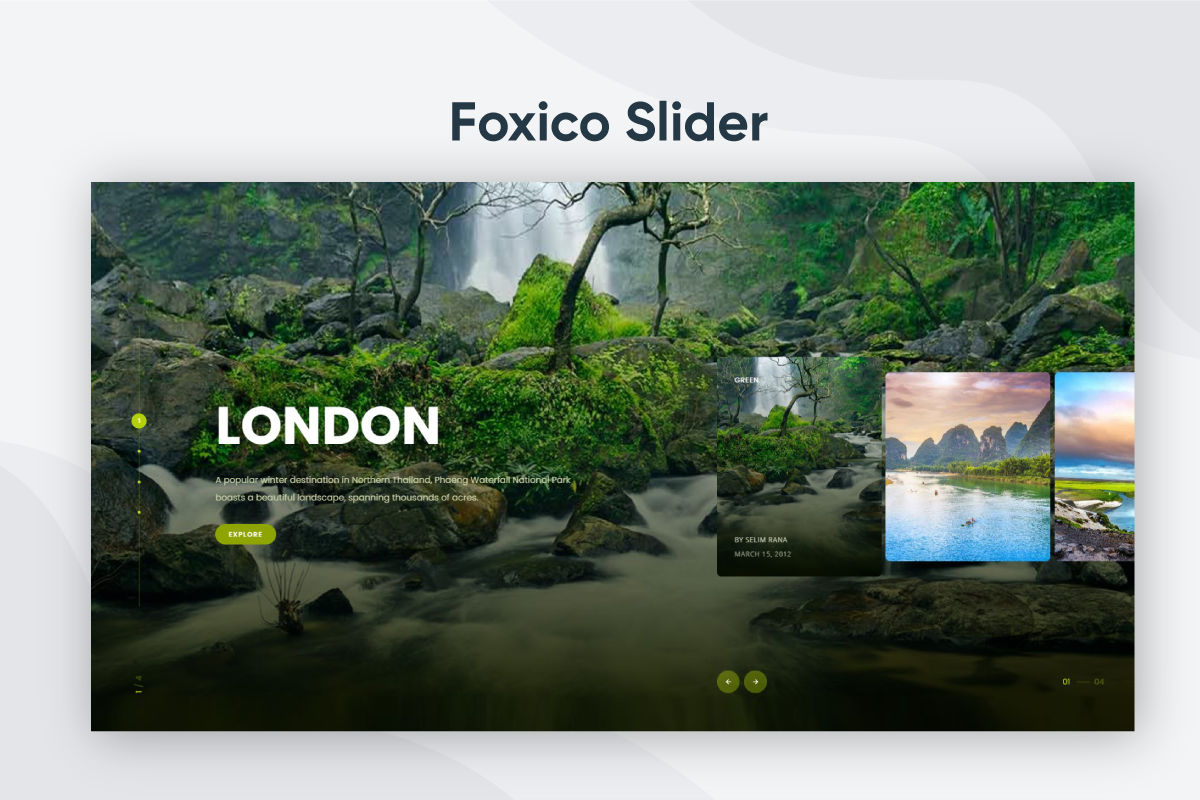 Foxico Slider
GREEN
1
LONDON
A popular winter destination in Northern Thailand, Phaeng Waterfall National Park
boasts a beautiful landscape, spanning thousands of acres.
EXPLORE
BY SELIM RANA
MARCH 15, 2012
1 / 4
01 — 04